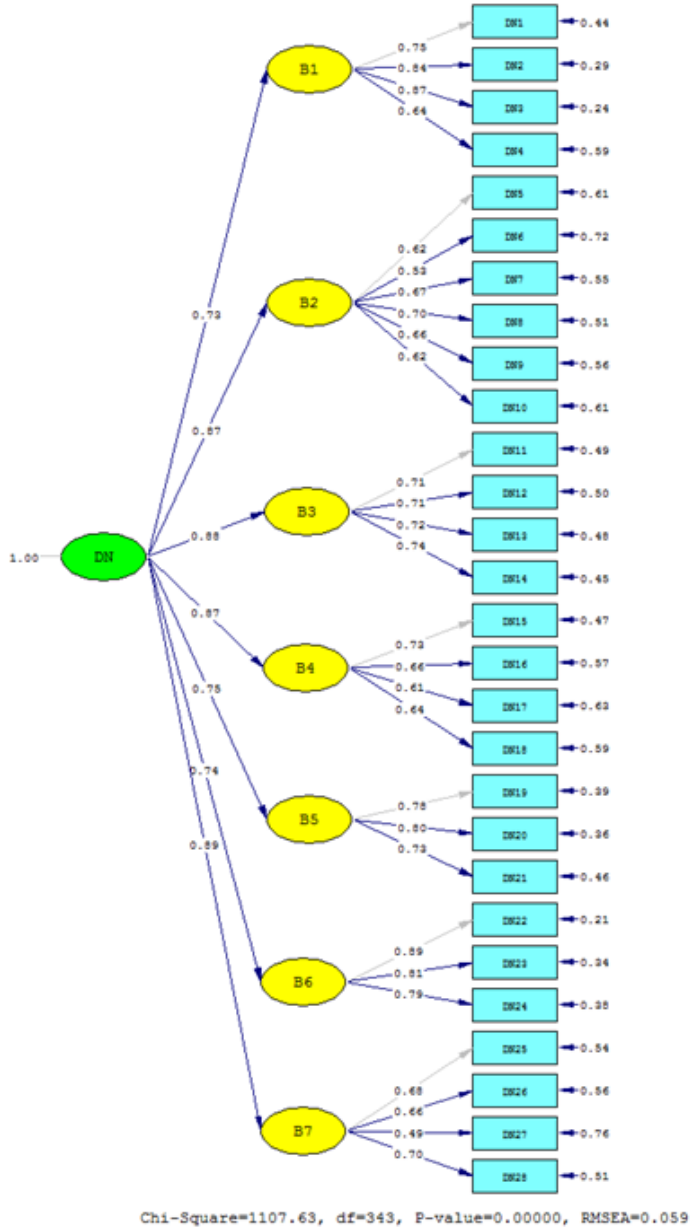 DN1 0.44
0.75
B1
0.84 DN2 0.29
0.87
DN3 0.24
0.64
DN4 0.59
DN5 0.61
DN6 0.72
0.62
0.53
DN7 0.55
0.67
B2
0.73
0.70
DN8 0.51
0.66
0.62
DN9 0.56
DN10 0.61
0.87
DN11 0.49
0.71
DN12 0.50
0.71
B3
0.72
0.88
DN13 0.48
0.74
1.00 DN
DN14 0.45
0.87
DN15 0.47
0.73
0.66 DN16 0.57
B4
0.61
0.75
DN17 0.63
0.64
DN18 0.59
0.74
DN19 0.39
0.78
B5
0.80 DN20 0.36
0.89
0.73
DN21 0.46
DN22 0.21
0.89
DN23 0.34
0.81
B6
0.79
DN24 0.38
DN25 0.54
0.68
DN26 0.56
0.66
B7
0.49 DN27 0.76
0.70
DN28 0.51
Chi-Square=1107.63, df=343, P-value=0.00000, RMSEA=0.059